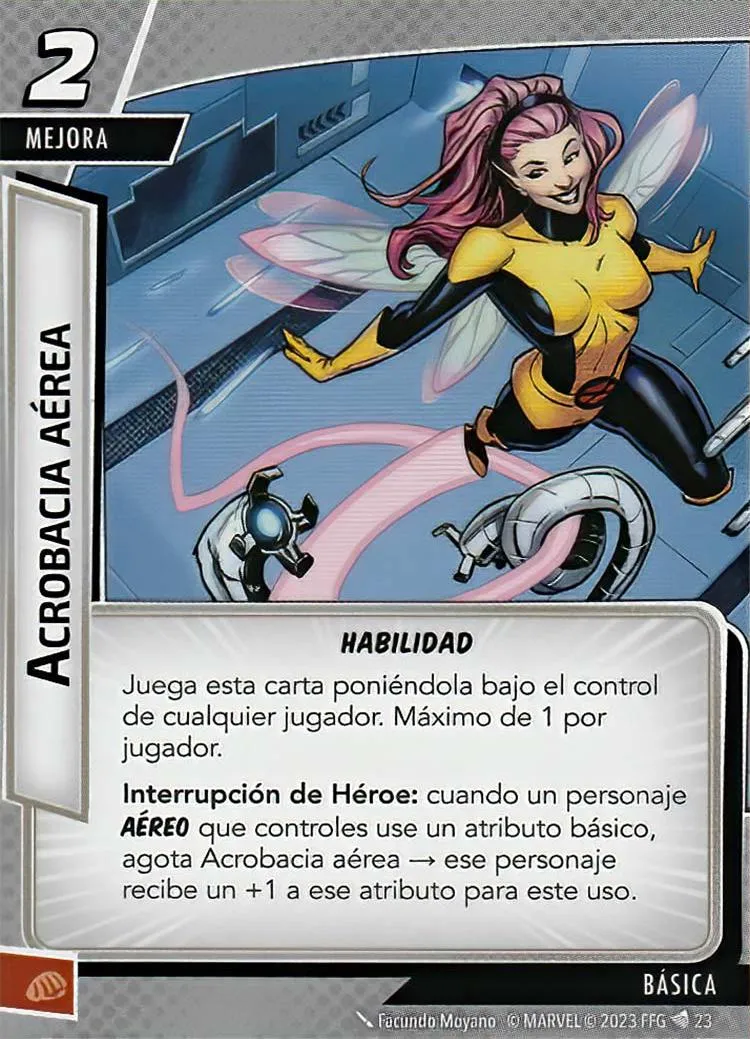 2
MEJORA
ACROBACIA AÉREA
HABILIDAD
Juega esta carta poniéndola bajo el control
de cualquier jugador. Máximo de 1 por
jugador.
Interrupción de Héroe: cuando un personaje
AÉREO que controles use un atributo básico,
agota Acrobacia aérea → ese personaje
recibe un +1 a ese atributo para este uso.
BÁSICA
Facundo Moyano © MARVEL © 2023 FFG 23